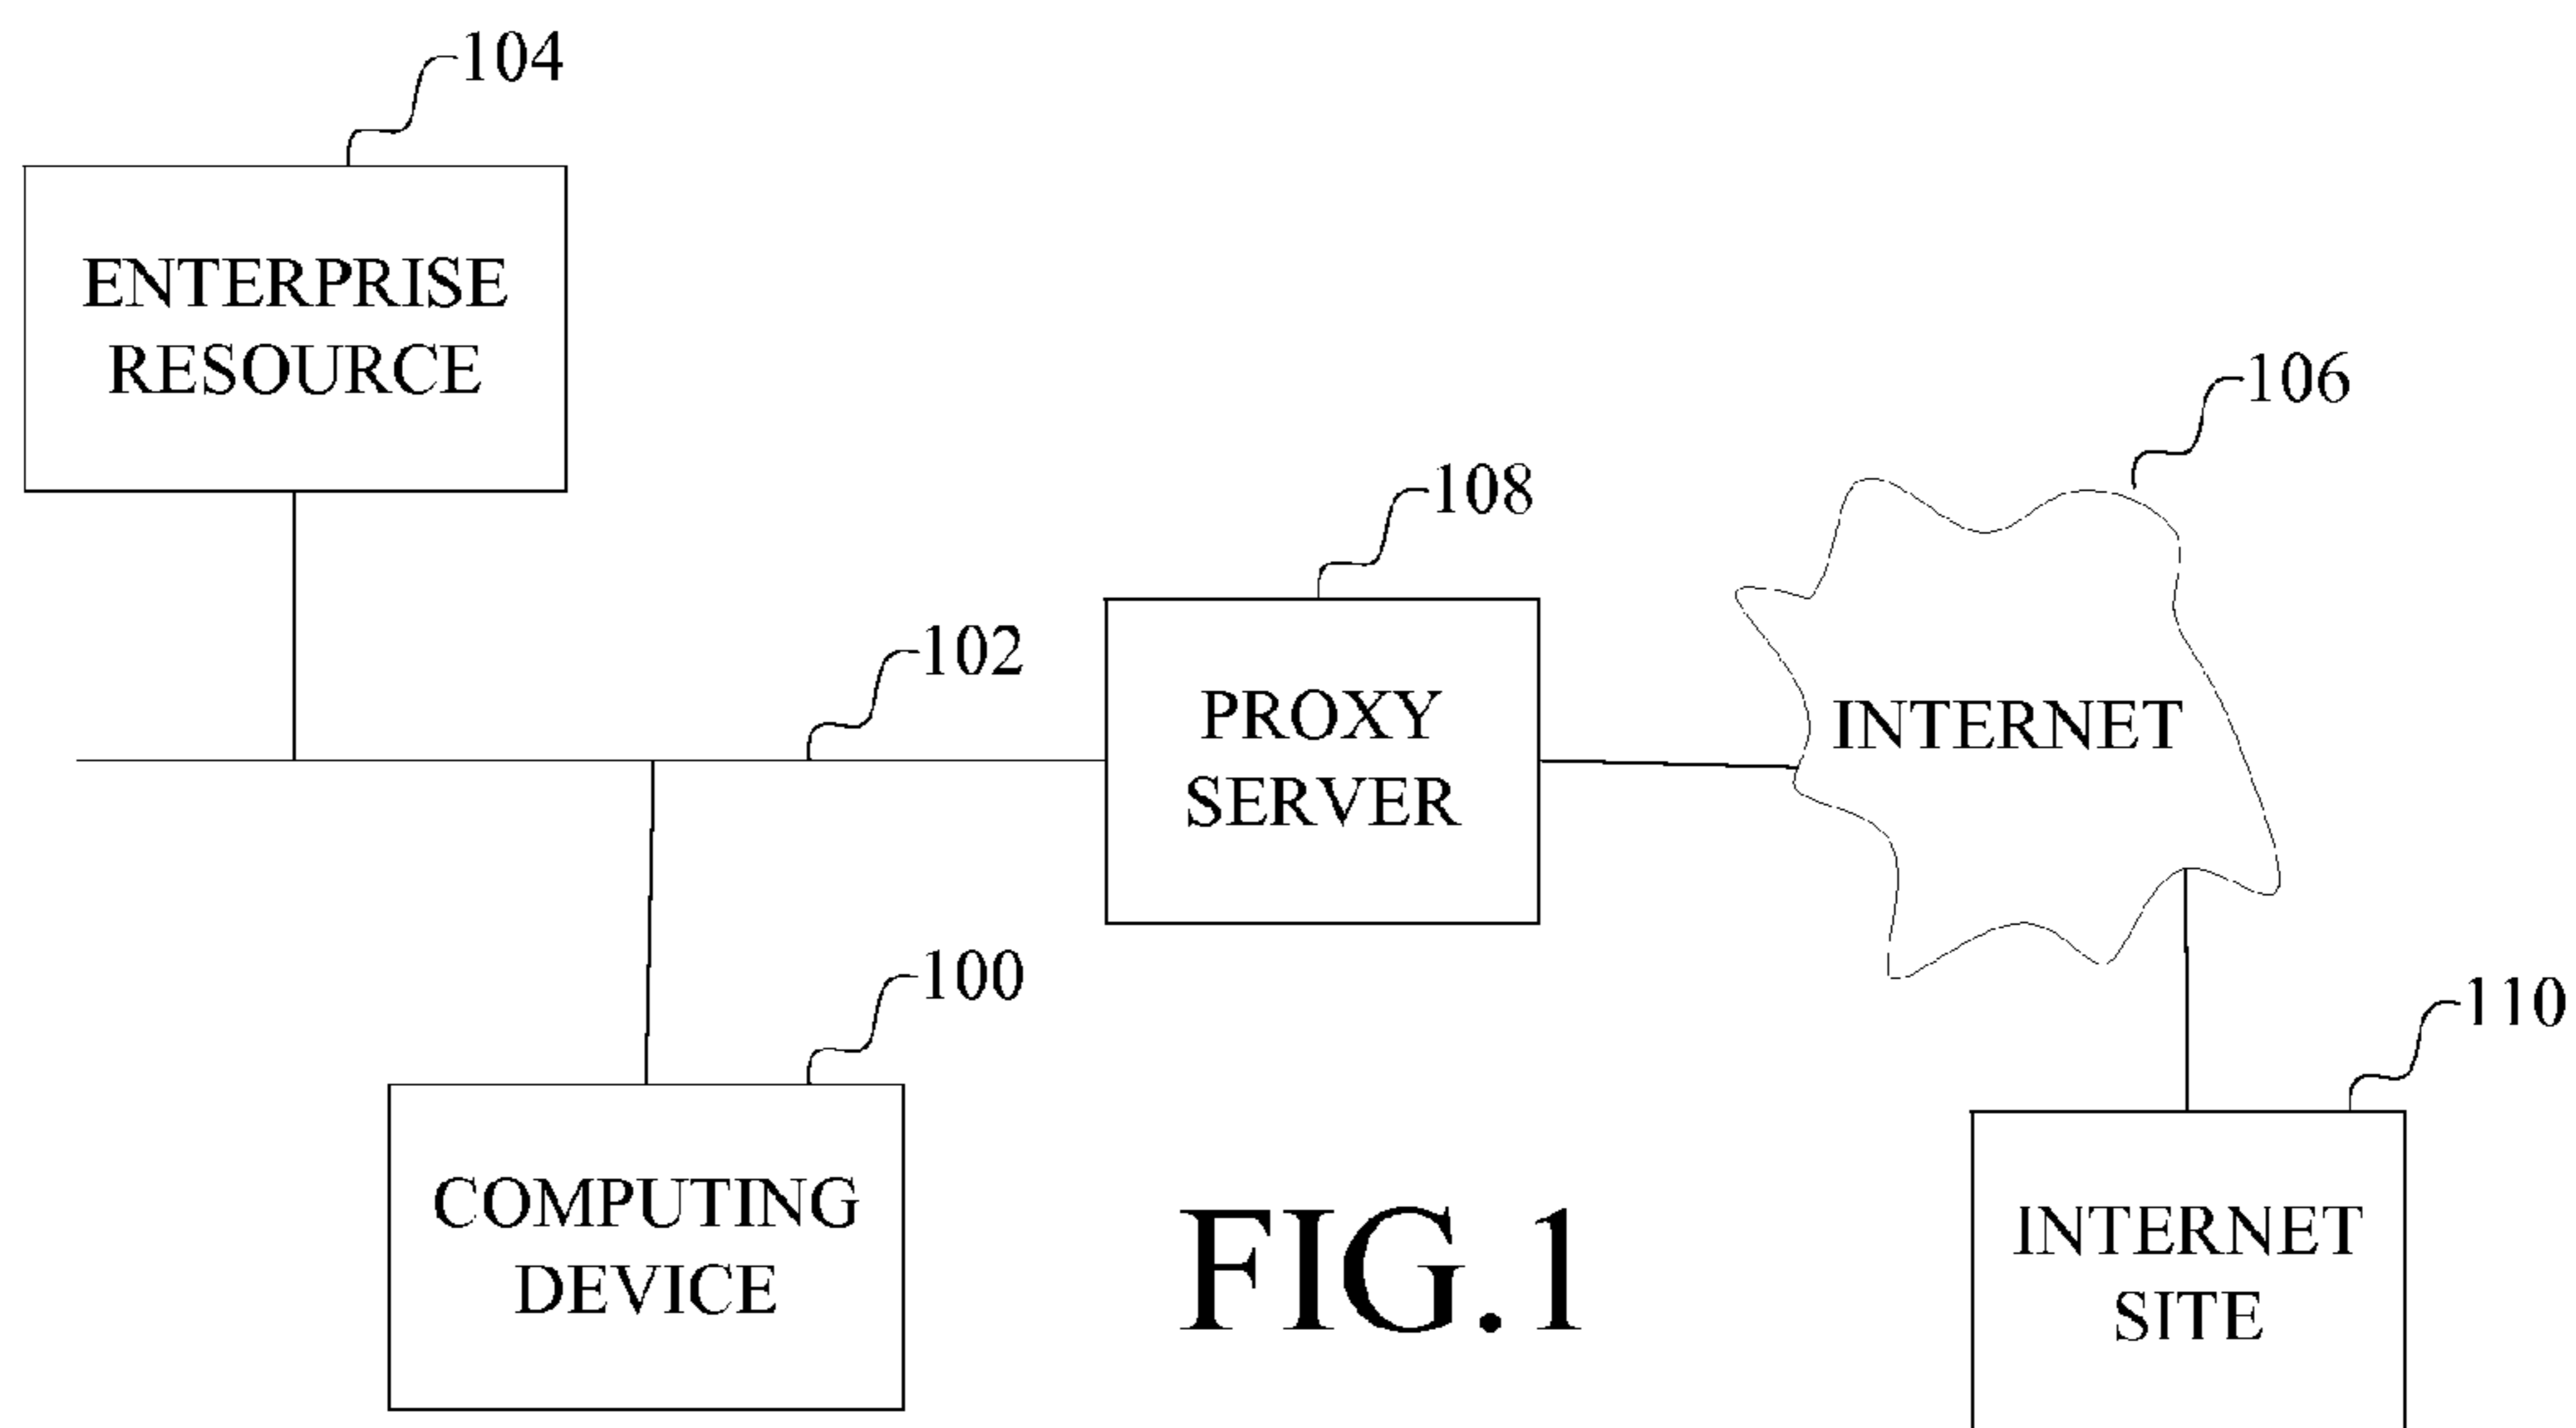 104
ENTERPRISE
RESOURCE
106
108
102
PROXY
SERVER
INTERNET
100
110
COMPUTING
DEVICE
INTERNET
SITE
FIG.1